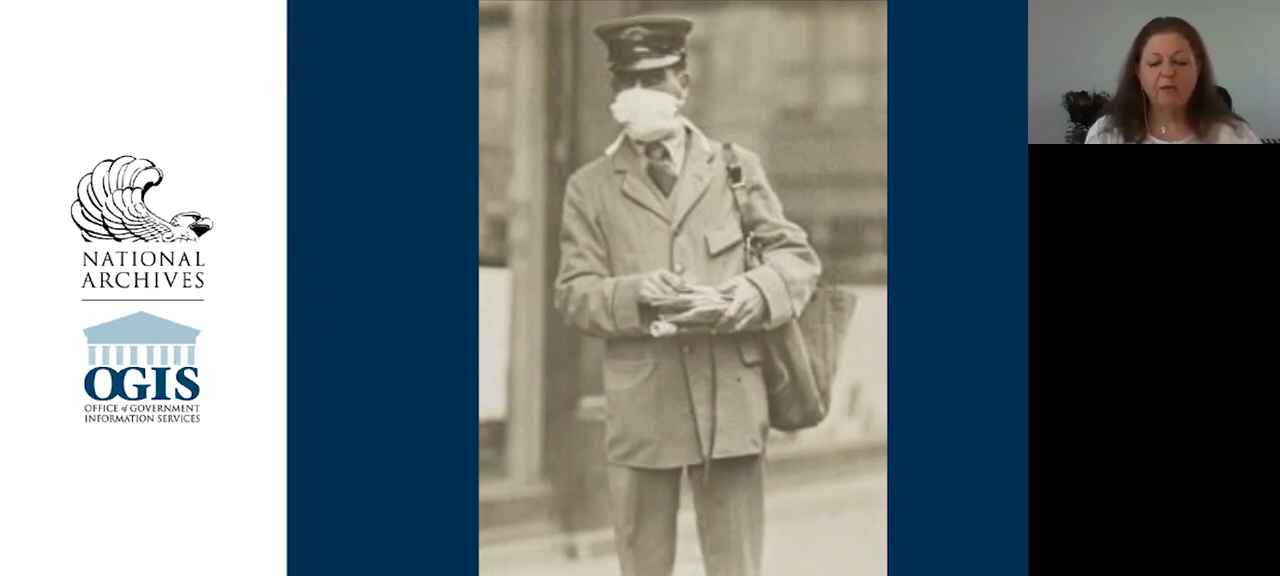 NATIONAL
ARCHIVES
OGIS
OFFICE of GOVERNMENT
INFORMATION SERVICES